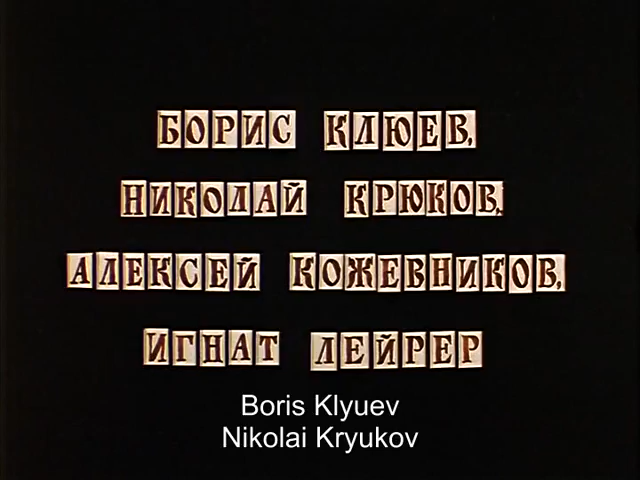 БОРИС КЛЮЕВ,
НИКОЛАЙ КРЮКОВ,
АЛЕКСЕЙ КОЖЕВНИКОВ,
ИГНАТ ЛЕЙРЕР
Boris Klyuev
Nikolai Kryukov